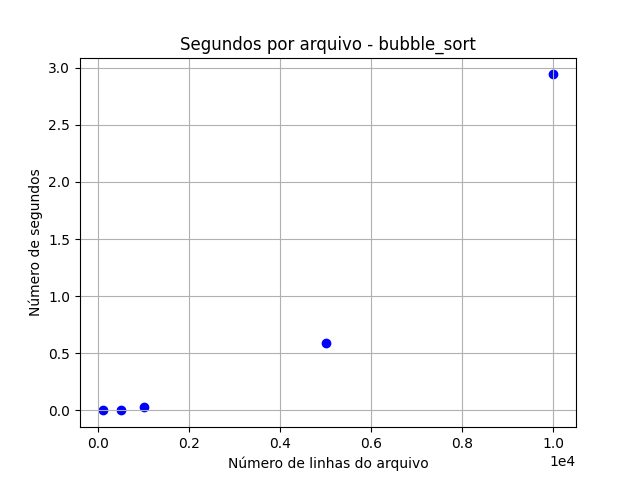 Segundos por arquivo - bubble_sort
3.0
2.5
2.0
1.5
1.0
0.5
0.0
Número de segundos
0.0 0.2 0.4 0.6 0.8 1.0
1e4
Número de linhas do arquivo